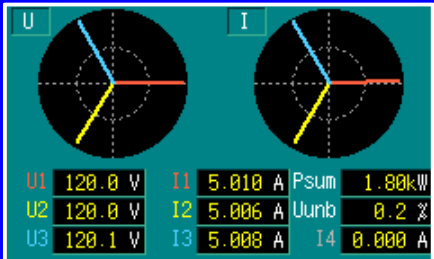 U I
U1 120.0 V I1 5.010 A Psum 1.80kW
U2 120.0 V I2 5.006 A Uunb 0.2 %
U3 120.1 V I3 5.008 A I4 0.000 A